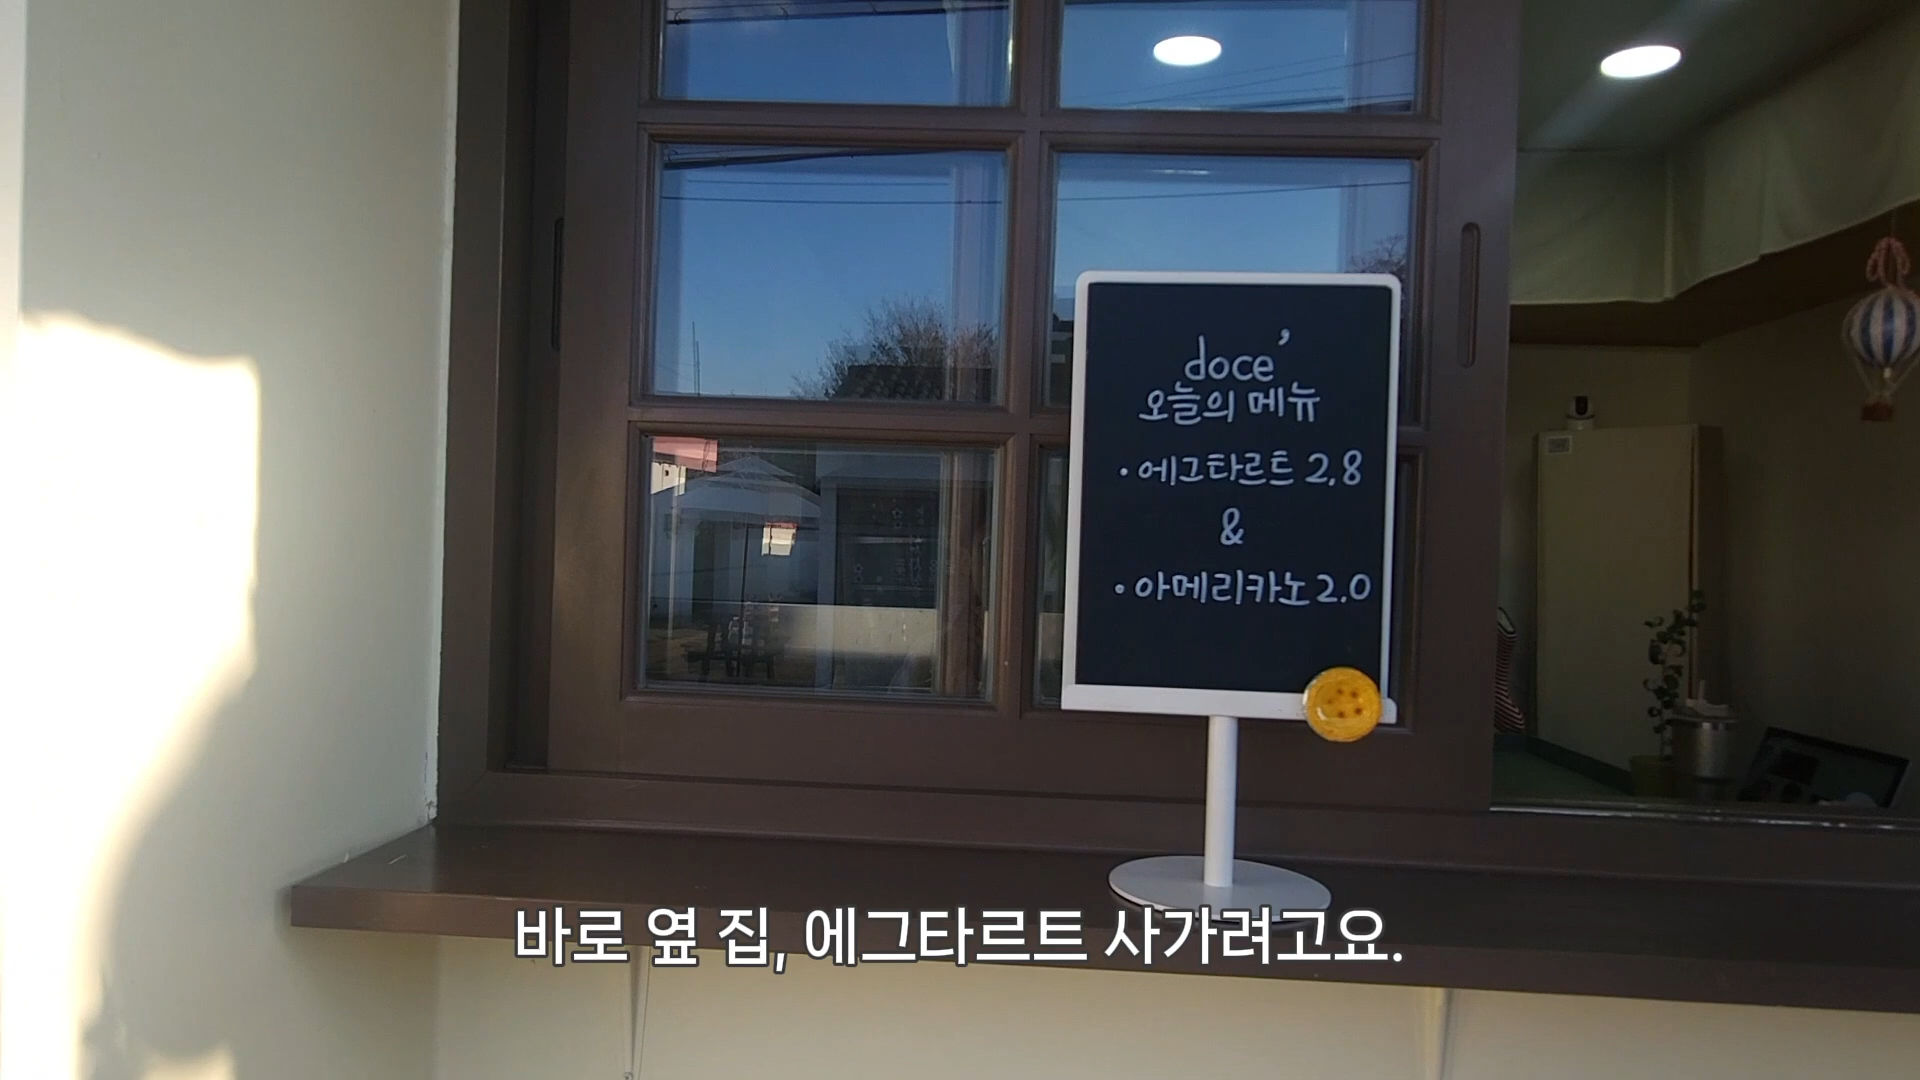 doce'
오늘의 메뉴
· 에그타르트 2.8
&
· 아메리카노 2.0
바로 옆 집, 에그타르트 사가려고요.